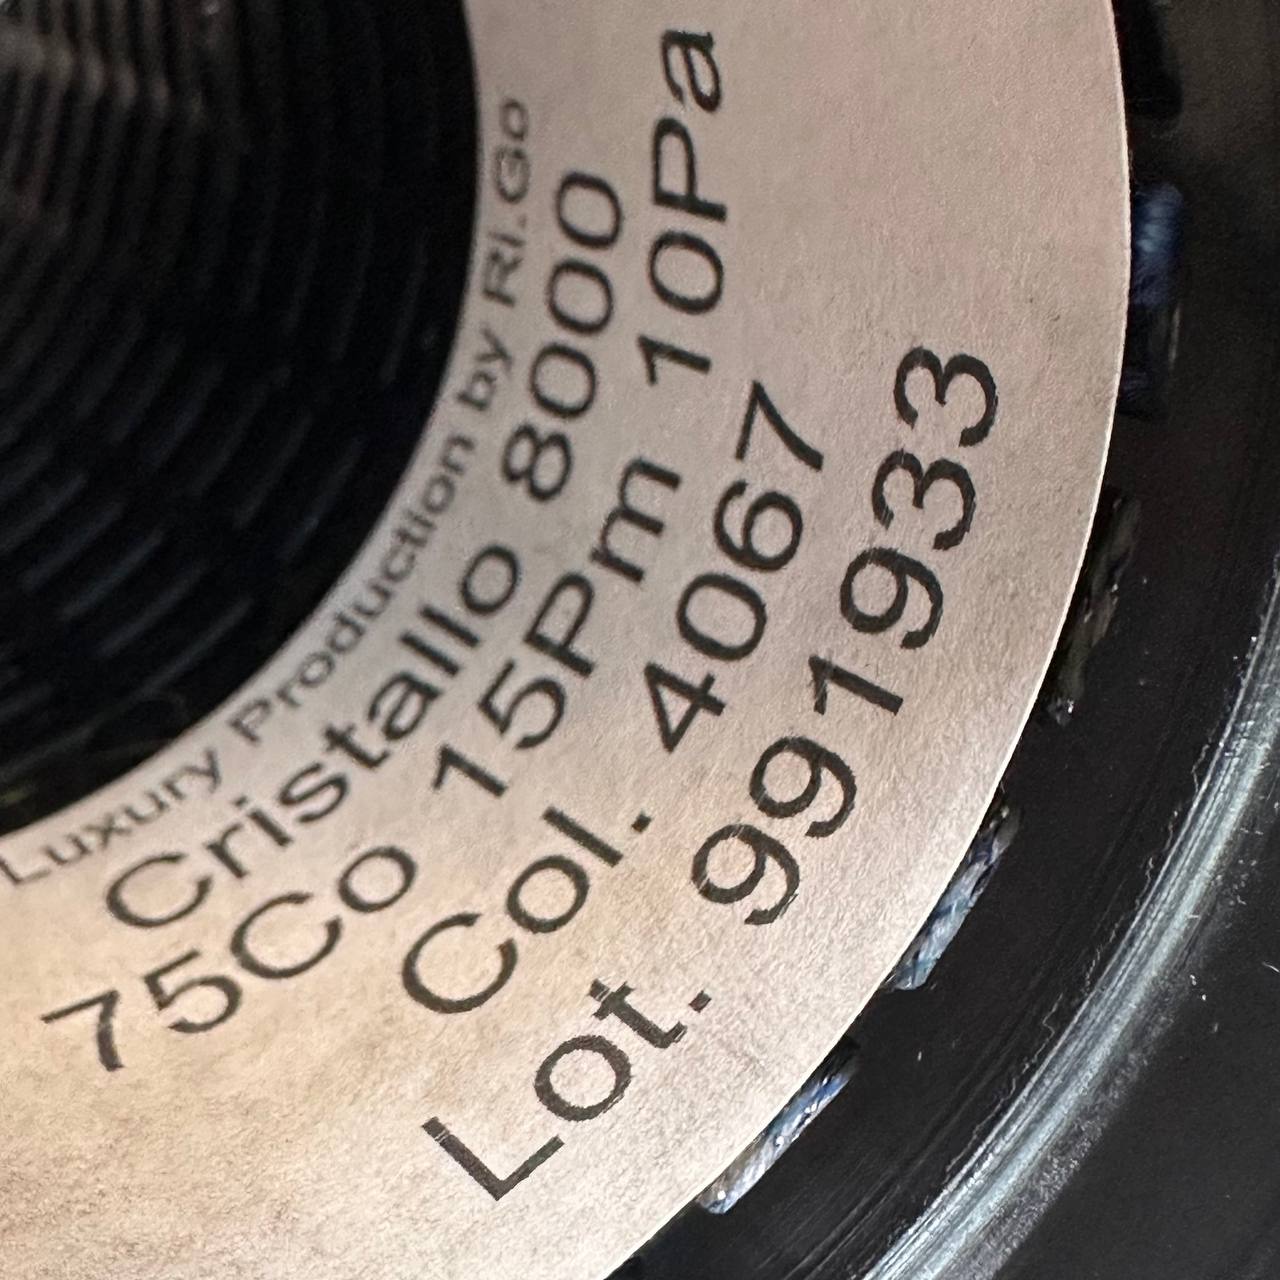 Luxury Production by Ri.Go
Cristallo 8000
75Co 15Pm 10Pa
Col. 4067
Lot. 991933